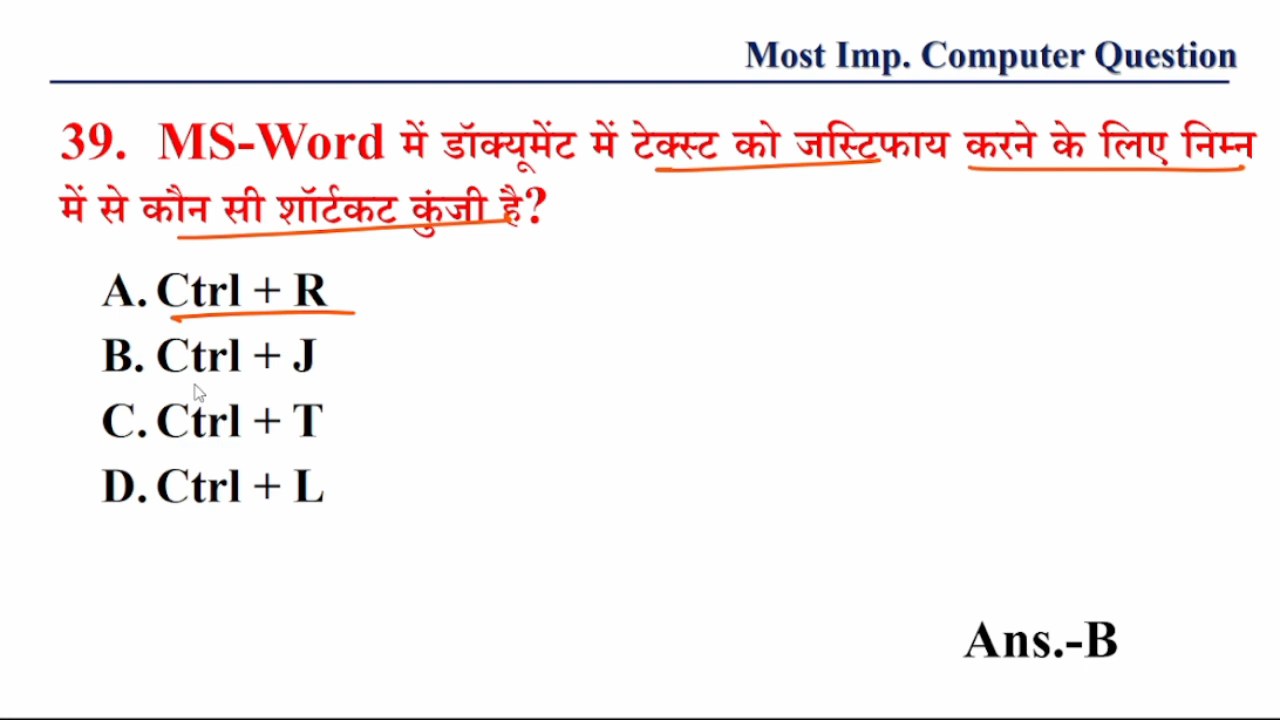 Most Imp. Computer Question
39. MS-Word में डॉक्यूमेंट में टेक्स्ट को जस्टिफाय करने के लिए निम्न
में से कौन सी शॉर्टकट कुंजी है?
A. Ctrl + R
B. Ctrl + J
C. Ctrl + T
D. Ctrl + L
Ans.-B